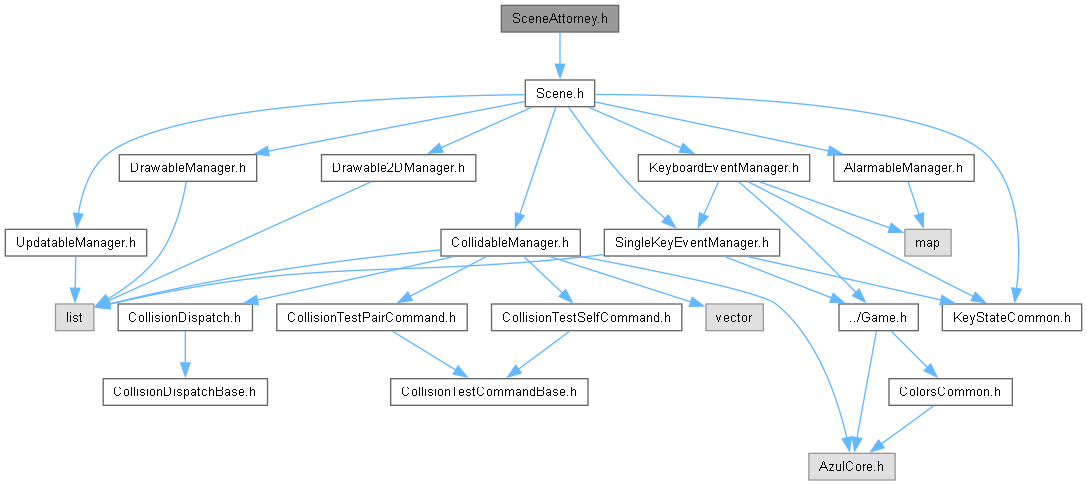 SceneAttorney.h
Scene.h
DrawableManager.h
Drawable2DManager.h
KeyboardEventManager.h
AlarmableManager.h
UpdatableManager.h
CollidableManager.h
SingleKeyEventManager.h
map
list
CollisionDispatch.h
CollisionTestPairCommand.h
CollisionTestSelfCommand.h
vector
../Game.h
KeyStateCommon.h
CollisionDispatchBase.h
CollisionTestCommandBase.h
ColorsCommon.h
AzulCore.h